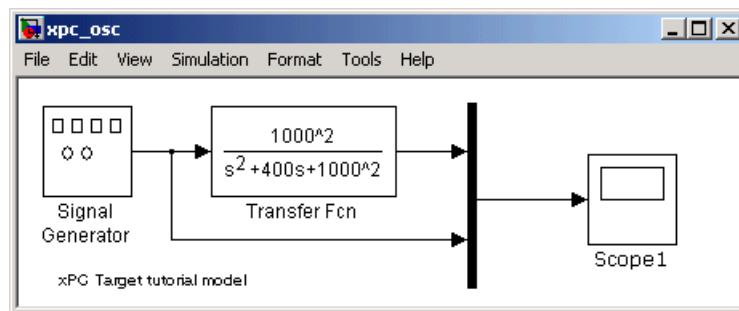 xpc_osc
File Edit View Simulation Format Tools Help
1000^2
s2+400s+1000^2
Signal
Generator
Transfer Fcn
Scope1
xPC Target tutorial model